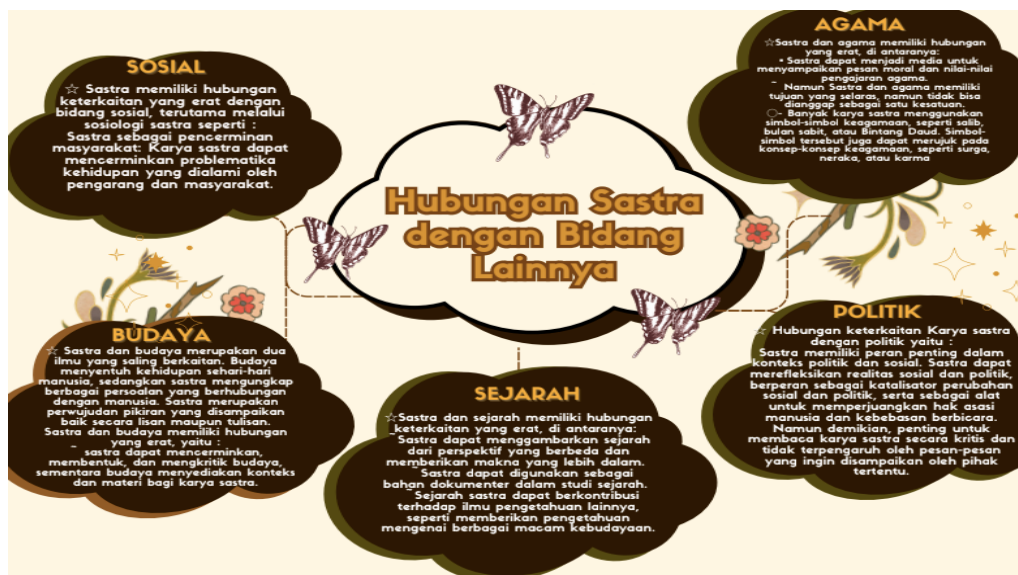 Hubungan Sastra
dengan Bidang
Lainnya
SOSIAL
☆ Sastra memiliki hubungan
keterkaitan yang erat dengan
bidang sosial, terutama melalui
sosiologi sastra seperti :
Sastra sebagai pencerminan
masyarakat: Karya sastra dapat
mencerminkan problematika
kehidupan yang dialami oleh
pengarang dan masyarakat.
AGAMA
☆Sastra dan agama memiliki hubungan
yang erat, di antaranya:
• Sastra dapat menjadi media untuk
menyampaikan pesan moral dan nilai-nilai
pengajaran agama.
- Namun Sastra dan agama memiliki
tujuan yang selaras, namun tidak bisa
dianggap sebagai satu kesatuan.
- Banyak karya sastra menggunakan
simbol-simbol keagamaan, seperti salib,
bulan sabit, atau Bintang Daud. Simbol-
simbol tersebut juga dapat merujuk pada
konsep-konsep keagamaan, seperti surga,
neraka, atau karma
BUDAYA
☆ Sastra dan budaya merupakan dua
ilmu yang saling berkaitan. Budaya
menyentuh kehidupan sehari-hari
manusia, sedangkan sastra mengungkap
berbagai persoalan yang berhubungan
dengan manusia. Sastra merupakan
perwujudan pikiran yang disampaikan
baik secara lisan maupun tulisan.
Sastra dan budaya memiliki hubungan
yang erat, yaitu :
- sastra dapat mencerminkan,
membentuk, dan mengkritik budaya,
sementara budaya menyediakan konteks
dan materi bagi karya sastra.
SEJARAH
☆Sastra dan sejarah memiliki hubungan
keterkaitan yang erat, di antaranya:
- Sastra dapat menggambarkan sejarah
dari perspektif yang berbeda dan
memberikan makna yang lebih dalam.
- Sastra dapat digunakan sebagai
bahan dokumenter dalam studi sejarah.
- Sejarah sastra dapat berkontribusi
terhadap ilmu pengetahuan lainnya,
seperti memberikan pengetahuan
mengenai berbagai macam kebudayaan.
POLITIK
☆ Hubungan keterkaitan Karya sastra
dengan politik yaitu :
Sastra memiliki peran penting dalam
konteks politik dan sosial. Sastra dapat
merefleksikan realitas sosial dan politik,
berperan sebagai katalisator perubahan
sosial dan politik, serta sebagai alat
untuk memperjuangkan hak asasi
manusia dan kebebasan berbicara.
Namun demikian, penting untuk
membaca karya sastra secara kritis dan
tidak terpengaruh oleh pesan-pesan
yang ingin disampaikan oleh pihak
tertentu.